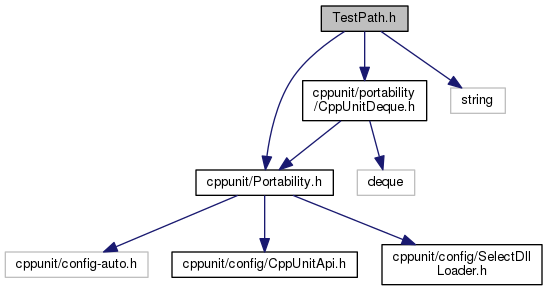 TestPath.h
cppunit/portability
/CppUnitDeque.h
string
cppunit/Portability.h
deque
cppunit/config-auto.h
cppunit/config/CppUnitApi.h
cppunit/config/SelectDll
Loader.h